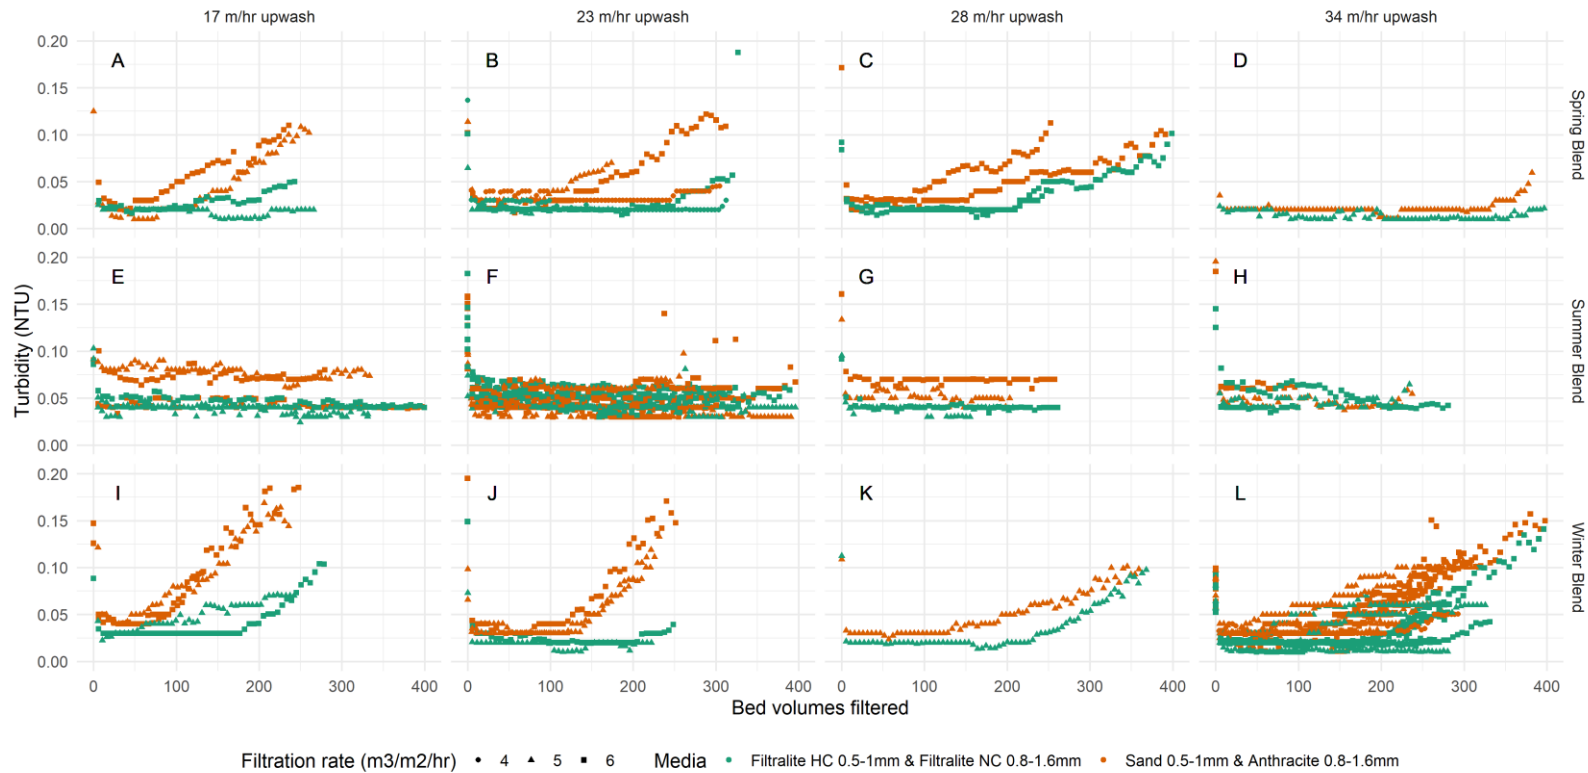 17 m/hr upwash 23 m/hr upwash 28 m/hr upwash 34 m/hr upwash
0.20
0.15
0.10
0.05
0.00
A B C D
Spring Blend
0.20
0.15
0.10
0.05
0.00
E F G H
Summer Blend
0.20
0.15
0.10
0.05
0.00
I J K L
Winter Blend
Turbidity (NTU)
0 100 200 300 400 0 100 200 300 400 0 100 200 300 400 0 100 200 300 400
Bed volumes filtered
Filtration rate (m3/m2/hr) 4 5 6 Media Filtralite HC 0.5-1mm & Filtralite NC 0.8-1.6mm Sand 0.5-1mm & Anthracite 0.8-1.6mm